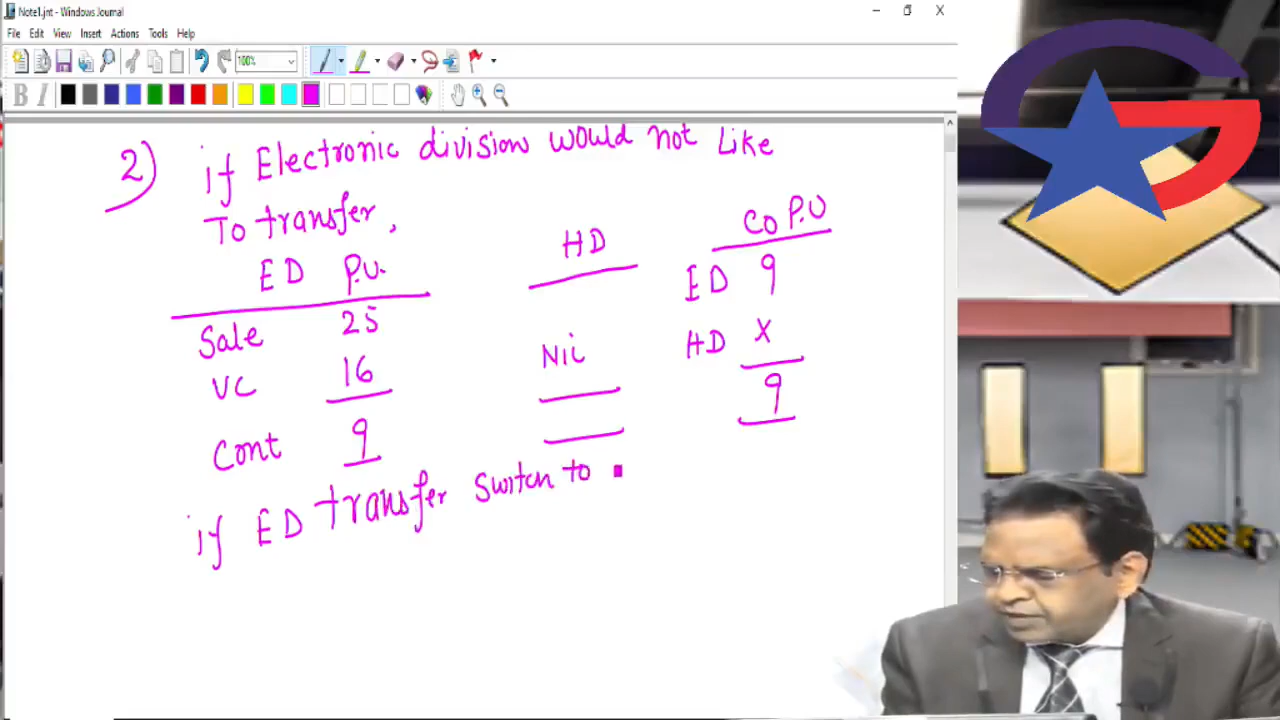 Note1.jnt - Windows Journal
File Edit View Insert Actions Tools Help
100%
B I
2) if Electronic division would not Like
To transfer,
ED P.U. HD Co P.U
ED 9
Sale 25
HD X
VC 16 Nil
9
Cont 9
if ED transfer Switch to